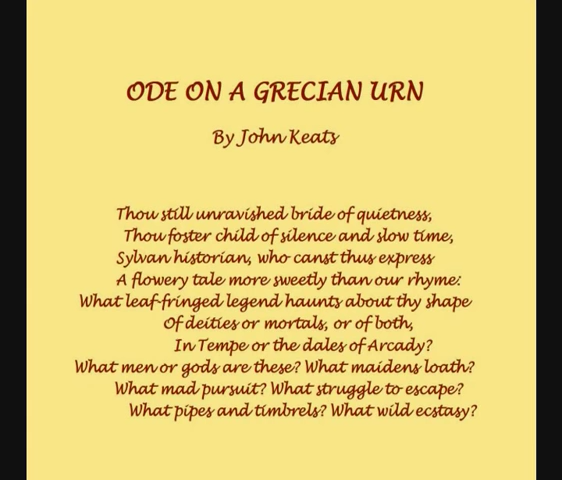 ODE ON A GRECIAN URN
By John Keats
Thou still unravished bride of quietness,
Thou foster child of silence and slow time,
Sylvan historian, who canst thus express
A flowery tale more sweetly than our rhyme:
What leaf-fringed legend haunts about thy shape
Of deities or mortals, or of both,
In Tempe or the dales of Arcady?
What men or gods are these? What maidens loath?
What mad pursuit? What struggle to escape?
What pipes and timbrels? What wild ecstasy?